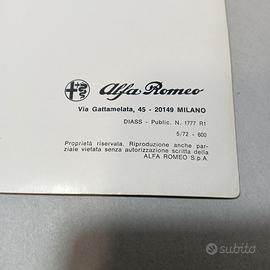 Alfa Romeo
Via Gattamelata, 45 - 20149 MILANO
DIASS - Public. N. 1777 R1
5/72 - 600
Proprietà riservata. Riproduzione anche par-
ziale vietata senza autorizzazione scritta della
ALFA ROMEO S.p.A.
subito